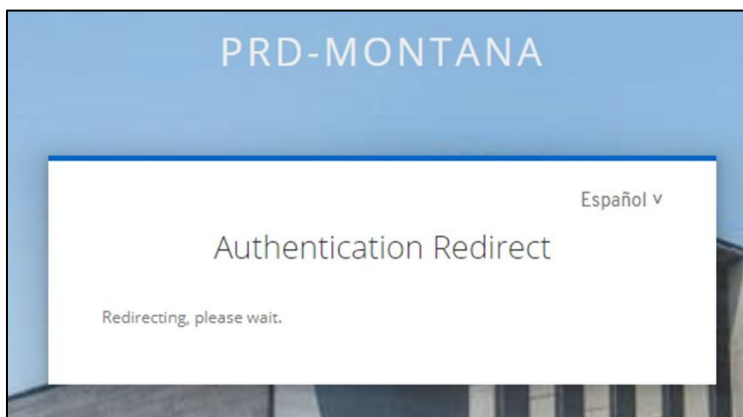 PRD-MONTANA
Español v
Authentication Redirect
Redirecting, please wait.